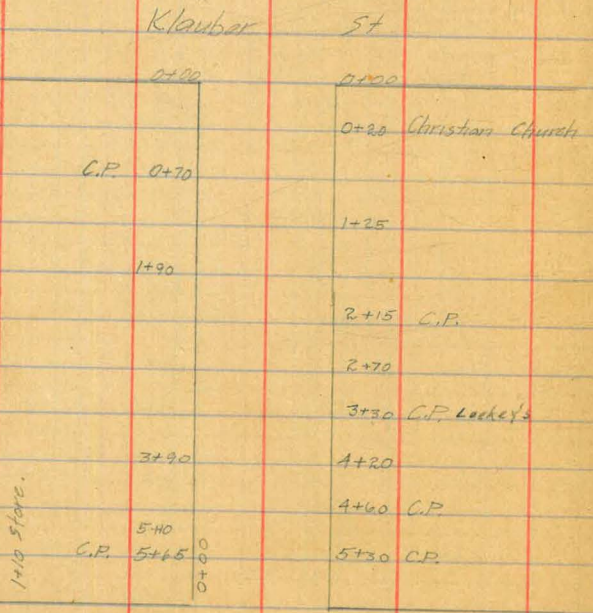 Klauber St
0+00 0+00
0+20 Christian Church
C.P. 0+70
1+25
1+90
2+15 C.P.
2+70
3+30 C.P.
3+90 4+20
4+60 C.P.
5+10
C.P. 5+65 5+30 C.P.
0+00
1+10 Store.